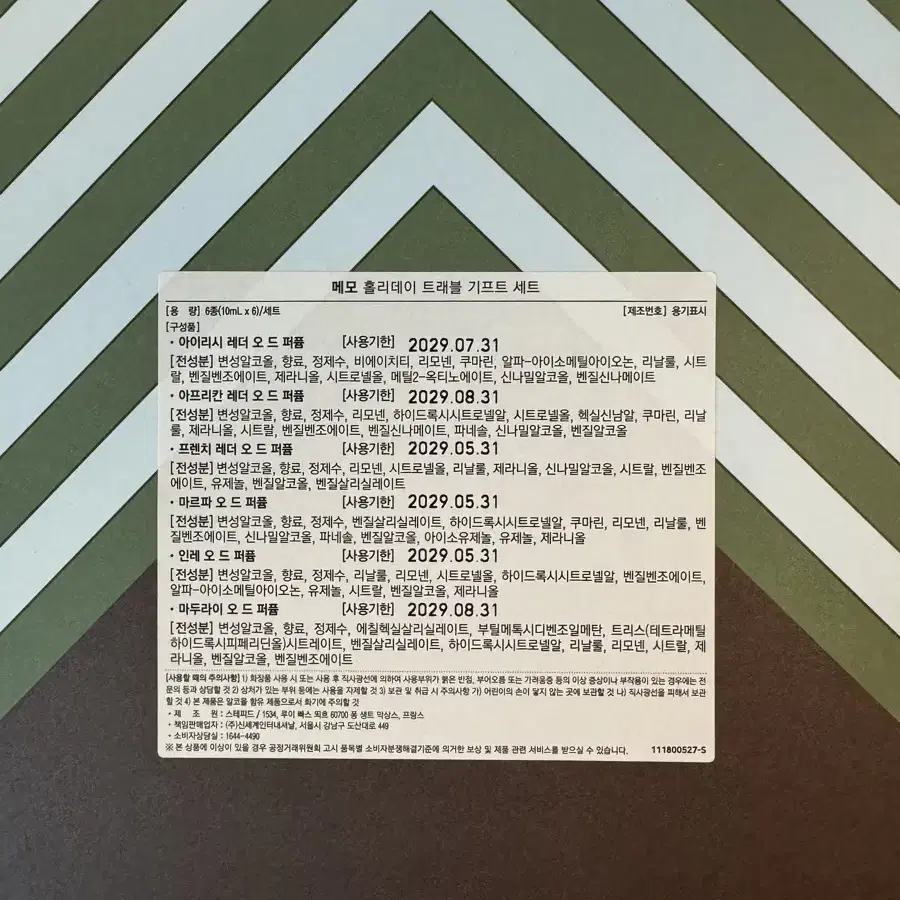 메모 홀리데이 트래블 기프트 세트
[용 량] 6종(10mL x 6)/세트 [제조번호] 용기표시
[구성품]
· 아이리시 레더 오 드 퍼퓸 [사용기한] 2029.07.31
[전성분] 변성알코올, 향료, 정제수, 비에이치티, 리모넨, 쿠마린, 알파-아이소메틸아이오논, 리날룰, 시트
랄, 벤질벤조에이트, 제라니올, 시트로넬올, 메틸2-옥티노에이트, 신나밀알코올, 벤질신나메이트
· 아프리칸 레더 오 드 퍼퓸 [사용기한] 2029.08.31
[전성분] 변성알코올, 향료, 정제수, 리모넨, 하이드록시시트로넬알, 시트로넬올, 헥실신남알, 쿠마린, 리날
룰, 제라니올, 시트랄, 벤질벤조에이트, 벤질신나메이트, 파네솔, 신나밀알코올, 벤질알코올
· 프렌치 레더 오 드 퍼퓸 [사용기한] 2029.05.31
[전성분] 변성알코올, 향료, 정제수, 리모넨, 시트로넬올, 리날룰, 제라니올, 신나밀알코올, 시트랄, 벤질벤조
에이트, 유제놀, 벤질알코올, 벤질살리실레이트
· 마르파 오 드 퍼퓸 [사용기한] 2029.05.31
[전성분] 변성알코올, 향료, 정제수, 벤질살리실레이트, 하이드록시시트로넬알, 쿠마린, 리모넨, 리날룰, 벤
질벤조에이트, 신나밀알코올, 파네솔, 벤질알코올, 아이소유제놀, 유제놀, 제라니올
· 인레 오 드 퍼퓸 [사용기한] 2029.05.31
[전성분] 변성알코올, 향료, 정제수, 리날룰, 리모넨, 시트로넬올, 하이드록시시트로넬알, 벤질벤조에이트,
알파-아이소메틸아이오논, 유제놀, 시트랄, 벤질알코올, 제라니올
· 마두라이 오 드 퍼퓸 [사용기한] 2029.08.31
[전성분] 변성알코올, 향료, 정제수, 에칠헥실살리실레이트, 부틸메톡시디벤조일메탄, 트리스(테트라메틸
하이드록시피페리딘올)시트레이트, 벤질살리실레이트, 하이드록시시트로넬알, 리날룰, 리모넨, 시트랄, 제
라니올, 벤질알코올, 벤질벤조에이트
[사용할 때의 주의사항] 1) 화장품 사용 시 또는 사용 후 직사광선에 의하여 사용부위가 붉은 반점, 부어오름 또는 가려움증 등의 이상 증상이나 부작용이 있는 경우에는 전
문의 등과 상담할 것 2) 상처가 있는 부위 등에는 사용을 자제할 것 3) 보관 및 취급 시 주의사항 가) 어린이의 손이 닿지 않는 곳에 보관할 것 나) 직사광선을 피해서 보관
할 것 4) 본 제품은 알코올 함유 제품으로서 화기에 주의할 것
· 제 조 원 : 스테피드 / 1534, 루이 빠스 뙤흐 60700 퐁 생트 막상스, 프랑스
· 책임판매업자 : (주)신세계인터내셔날, 서울시 강남구 도산대로 449
· 소비자상담실 : 1644-4490
※ 본 상품에 이상이 있을 경우 공정거래위원회 고시 품목별 소비자분쟁해결기준에 의거한 보상 및 제품 관련 서비스를 받으실 수 있습니다. 111800527-S